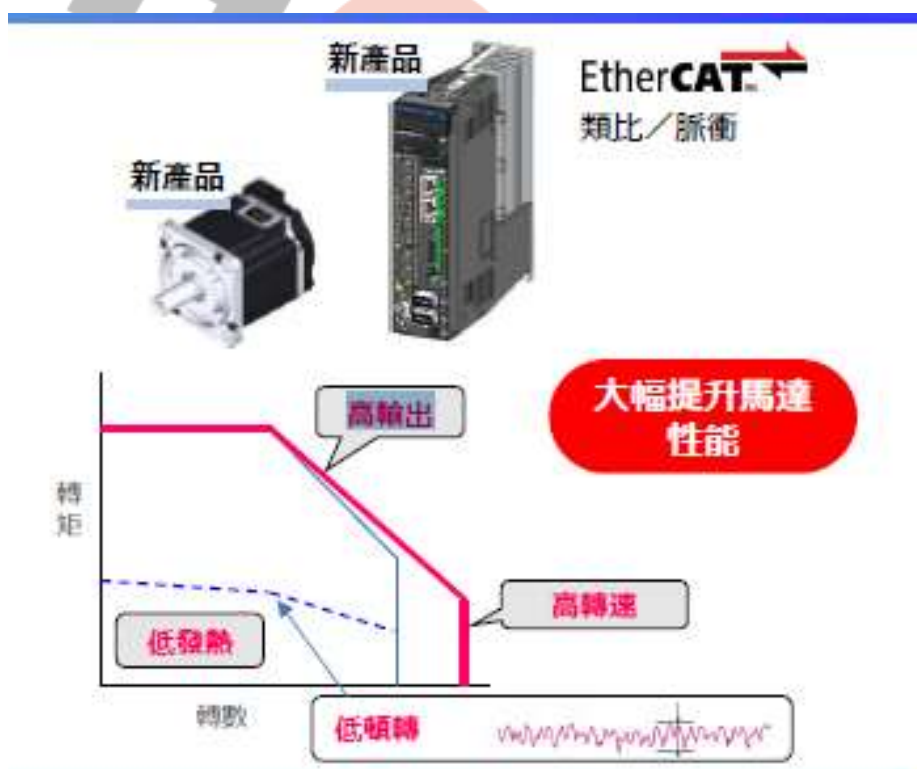 新產品
EtherCAT
類比／脈衝
新產品
大幅提升馬達
性能
高輸出
轉矩
高轉速
低發熱
轉數
低頓轉